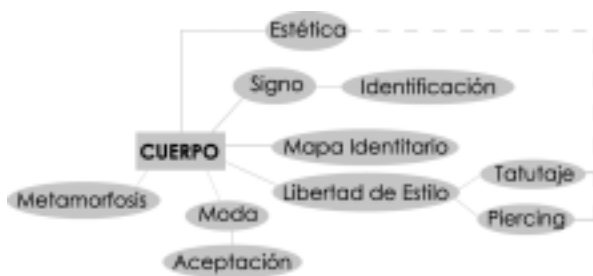 Estética
Signo
Identificación
CUERPO
Mapa Identitario
Libertad de Estilo
Tatutaje
Metamorfosis
Moda
Piercing
Aceptación